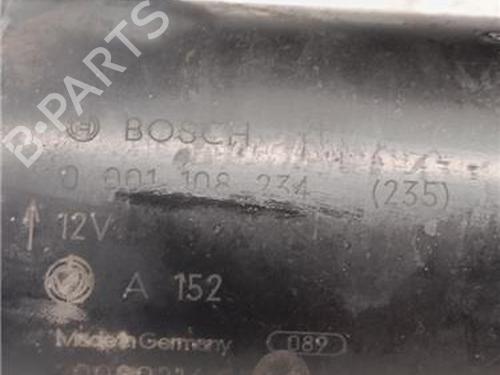 B-PARTS
BOSCH
0 001 108 234 (235)
12V
A 152
Made in Germany 089